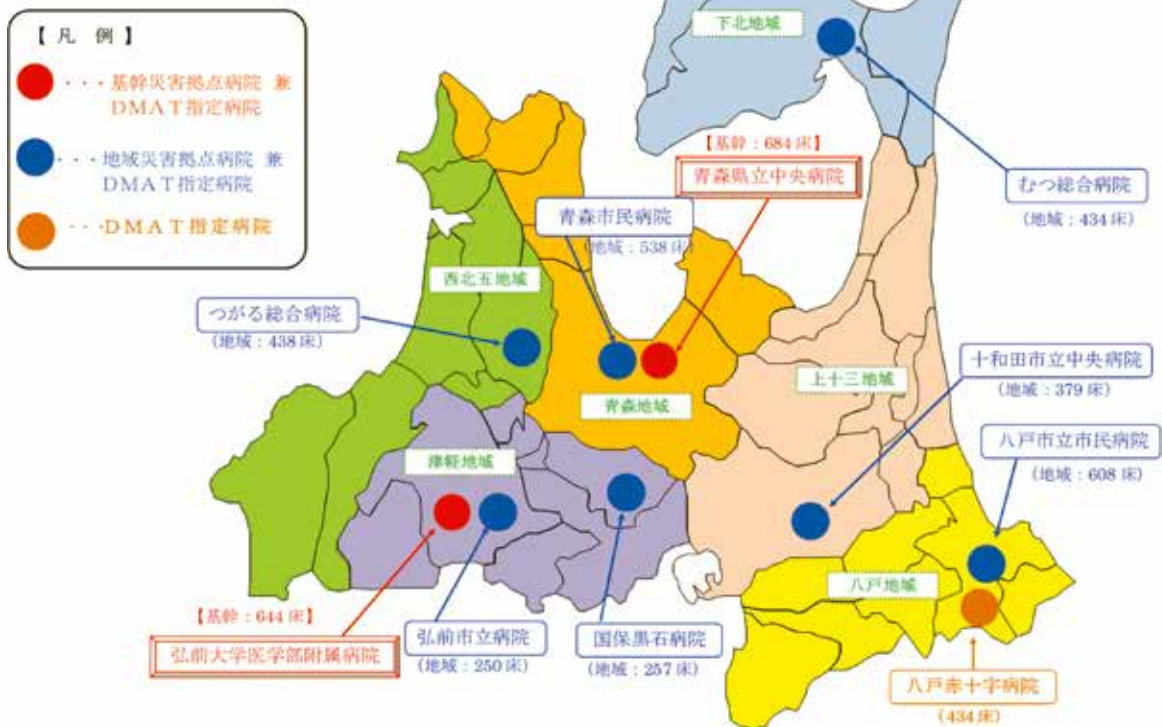 【 凡 例 】
・・・基幹災害拠点病院 兼
DMAT指定病院
・・・地域災害拠点病院 兼
DMAT指定病院
・・・DMAT指定病院
下北地域
【基幹:684床】
青森県立中央病院
むつ総合病院
(地域:434床)
青森市民病院
(地域:538床)
西北五地域
つがる総合病院
(地域:438床)
十和田市立中央病院
(地域:379床)
上十三地域
青森地域
八戸市立市民病院
(地域:608床)
津軽地域
八戸地域
【基幹:644床】
弘前大学医学部附属病院
弘前市立病院
(地域:250床)
国保黒石病院
(地域:257床)
八戸赤十字病院
(434床)